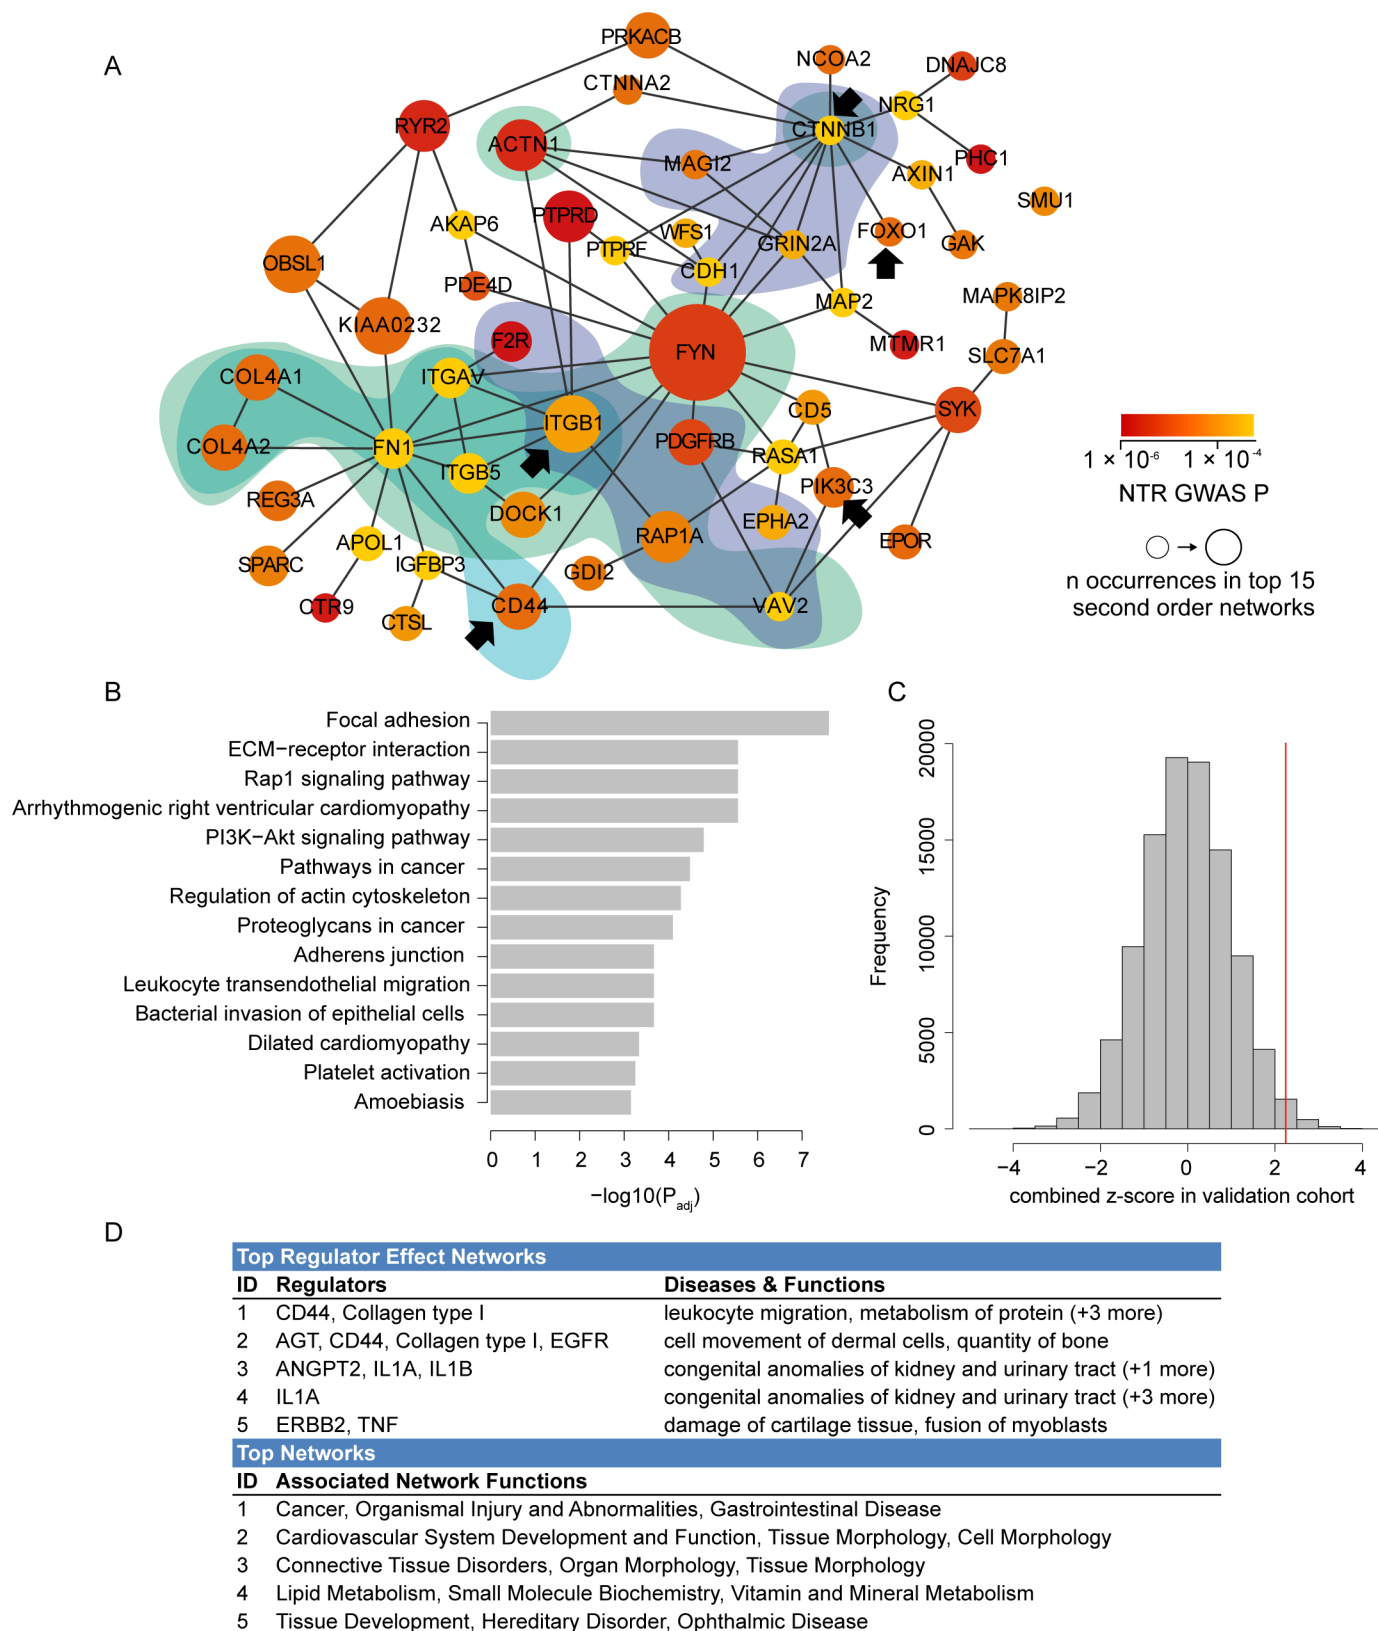 A
PRKACB
NCOA2
DNAJC8
CTNNA2
NRG1
RYR2
ACTN1
CTNNB1
MAGI2
PHC1
AXIN1
SMU1
PTPRD
AKAP6
WFS1
FOXO1
PTPRF
GRIN2A
GAK
OBSL1
CDH1
PDE4D
MAP2
MAPK8IP2
KIAA0232
F2R
FYN
MTMR1
SLC7A1
COL4A1
ITGAV
CD5
SYK
ITGB1
COL4A2
FN1
PDGFRB
RASA1
ITGB5
PIK3C3
REG3A
DOCK1
EPHA2
RAP1A
APOL1
EPOR
SPARC
IGFBP3
GDI2
CTR9
CD44
VAV2
CTSL
1 × 10-6 1 × 10-4
NTR GWAS P
n occurrences in top 15
second order networks
B
Focal adhesion
ECM−receptor interaction
Rap1 signaling pathway
Arrhythmogenic right ventricular cardiomyopathy
PI3K−Akt signaling pathway
Pathways in cancer
Regulation of actin cytoskeleton
Proteoglycans in cancer
Adherens junction
Leukocyte transendothelial migration
Bacterial invasion of epithelial cells
Dilated cardiomyopathy
Platelet activation
Amoebiasis
0 1 2 3 4 5 6 7
−log10(Padj)
C
Frequency
0 5000 10000 15000 20000
−4 −2 0 2 4
combined z-score in validation cohort
D
Top Regulator Effect Networks
ID Regulators Diseases & Functions
1 CD44, Collagen type I leukocyte migration, metabolism of protein (+3 more)
2 AGT, CD44, Collagen type I, EGFR cell movement of dermal cells, quantity of bone
3 ANGPT2, IL1A, IL1B congenital anomalies of kidney and urinary tract (+1 more)
4 IL1A congenital anomalies of kidney and urinary tract (+3 more)
5 ERBB2, TNF damage of cartilage tissue, fusion of myoblasts
Top Networks
ID Associated Network Functions
1 Cancer, Organismal Injury and Abnormalities, Gastrointestinal Disease
2 Cardiovascular System Development and Function, Tissue Morphology, Cell Morphology
3 Connective Tissue Disorders, Organ Morphology, Tissue Morphology
4 Lipid Metabolism, Small Molecule Biochemistry, Vitamin and Mineral Metabolism
5 Tissue Development, Hereditary Disorder, Ophthalmic Disease